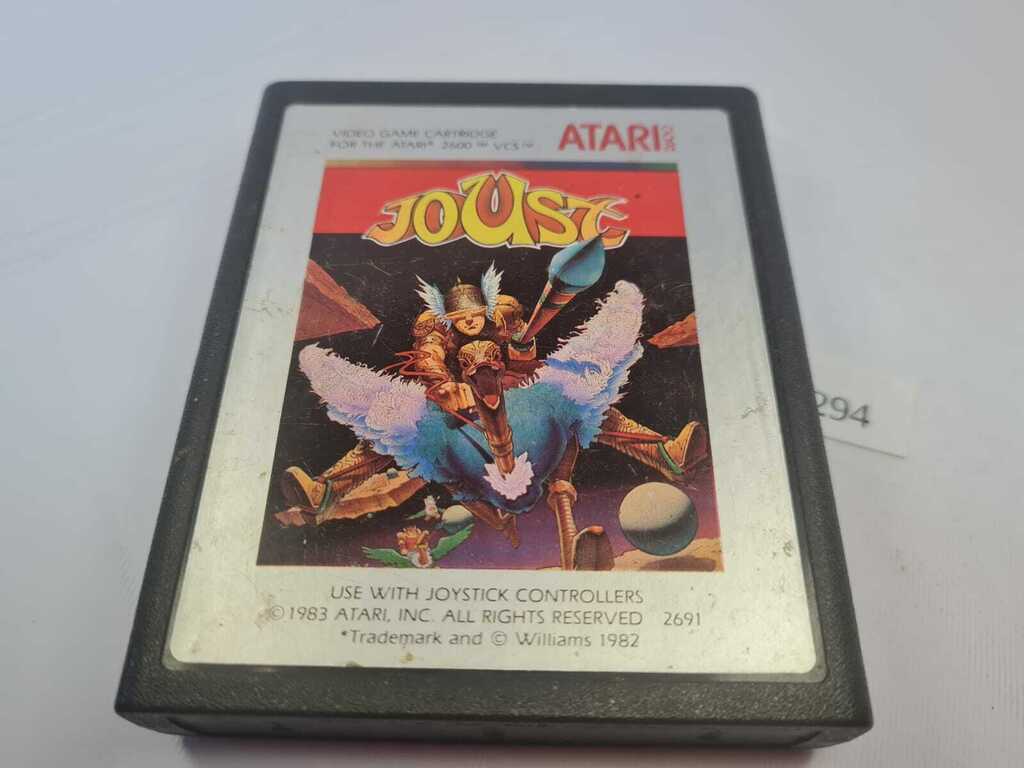 VIDEO GAME CARTRIDGE
FOR THE ATARI® 2600™ VCS™
ATARI 2600
JOUST
294
USE WITH JOYSTICK CONTROLLERS
© 1983 ATARI, INC. ALL RIGHTS RESERVED 2691
*Trademark and © Williams 1982